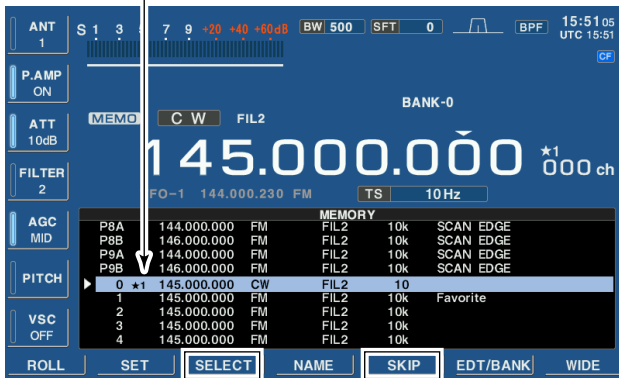 ANT
1
P.AMP
ON
ATT
10dB
FILTER
2
AGC
MID
PITCH
VSC
OFF
S 1 3 7 9 +20 +40 +60dB
BW 500 SFT 0 BPF 15:51 05
UTC 15:51
CF
BANK-0
MEMO CW FIL2
145.000.000 ★1
000 ch
FO-1 144.000.230 FM TS 10Hz
MEMORY
P8A 144.000.000 FM FIL2 10k SCAN EDGE
P8B 146.000.000 FM FIL2 10k SCAN EDGE
P9A 144.000.000 FM FIL2 10k SCAN EDGE
P9B 146.000.000 FM FIL2 10k SCAN EDGE
0 ★1 145.000.000 CW FIL2 10
1 145.000.000 FM FIL2 10k Favorite
2 145.000.000 FM FIL2 10k
3 145.000.000 FM FIL2 10k
4 145.000.000 FM FIL2 10k
ROLL SET SELECT NAME SKIP EDT/BANK WIDE